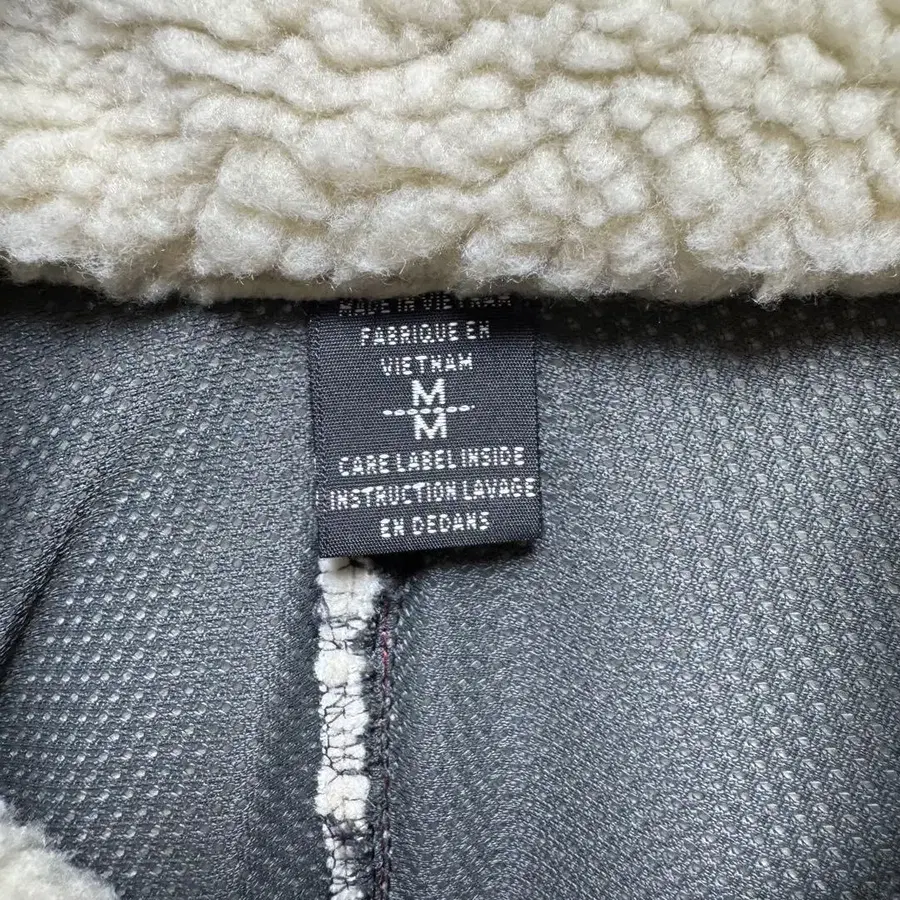 MADE IN VIETNAM
FABRIQUE EN
VIETNAM
M
M
CARE LABEL INSIDE
INSTRUCTION LAVAGE
EN DEDANS